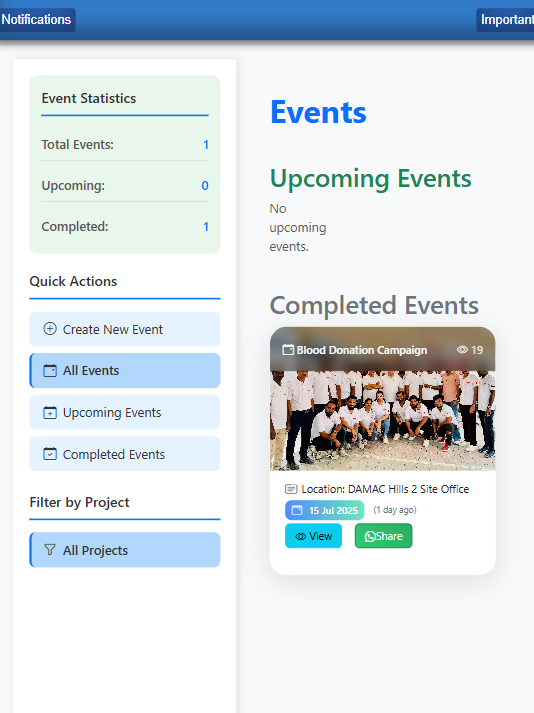 Notifications
Important
Event Statistics
Total Events: 1
Upcoming: 0
Completed: 1
Quick Actions
Create New Event
All Events
Upcoming Events
Completed Events
Filter by Project
All Projects
Events
Upcoming Events
No
upcoming
events.
Completed Events
Blood Donation Campaign 19
Location: DAMAC Hills 2 Site Office
15 Jul 2025 (1 day ago)
View Share